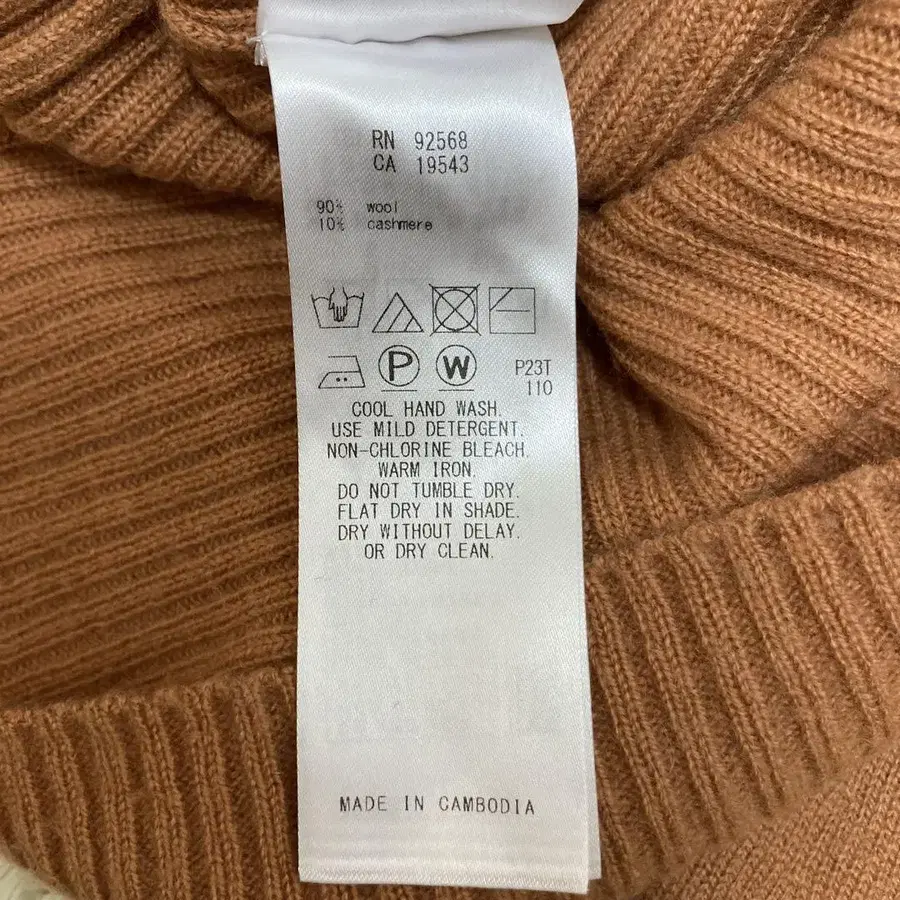 RN 92568
CA 19543
90% wool
10% cashmere
P W P23T
110
COOL HAND WASH.
USE MILD DETERGENT.
NON-CHLORINE BLEACH.
WARM IRON.
DO NOT TUMBLE DRY.
FLAT DRY IN SHADE.
DRY WITHOUT DELAY.
OR DRY CLEAN.
MADE IN CAMBODIA